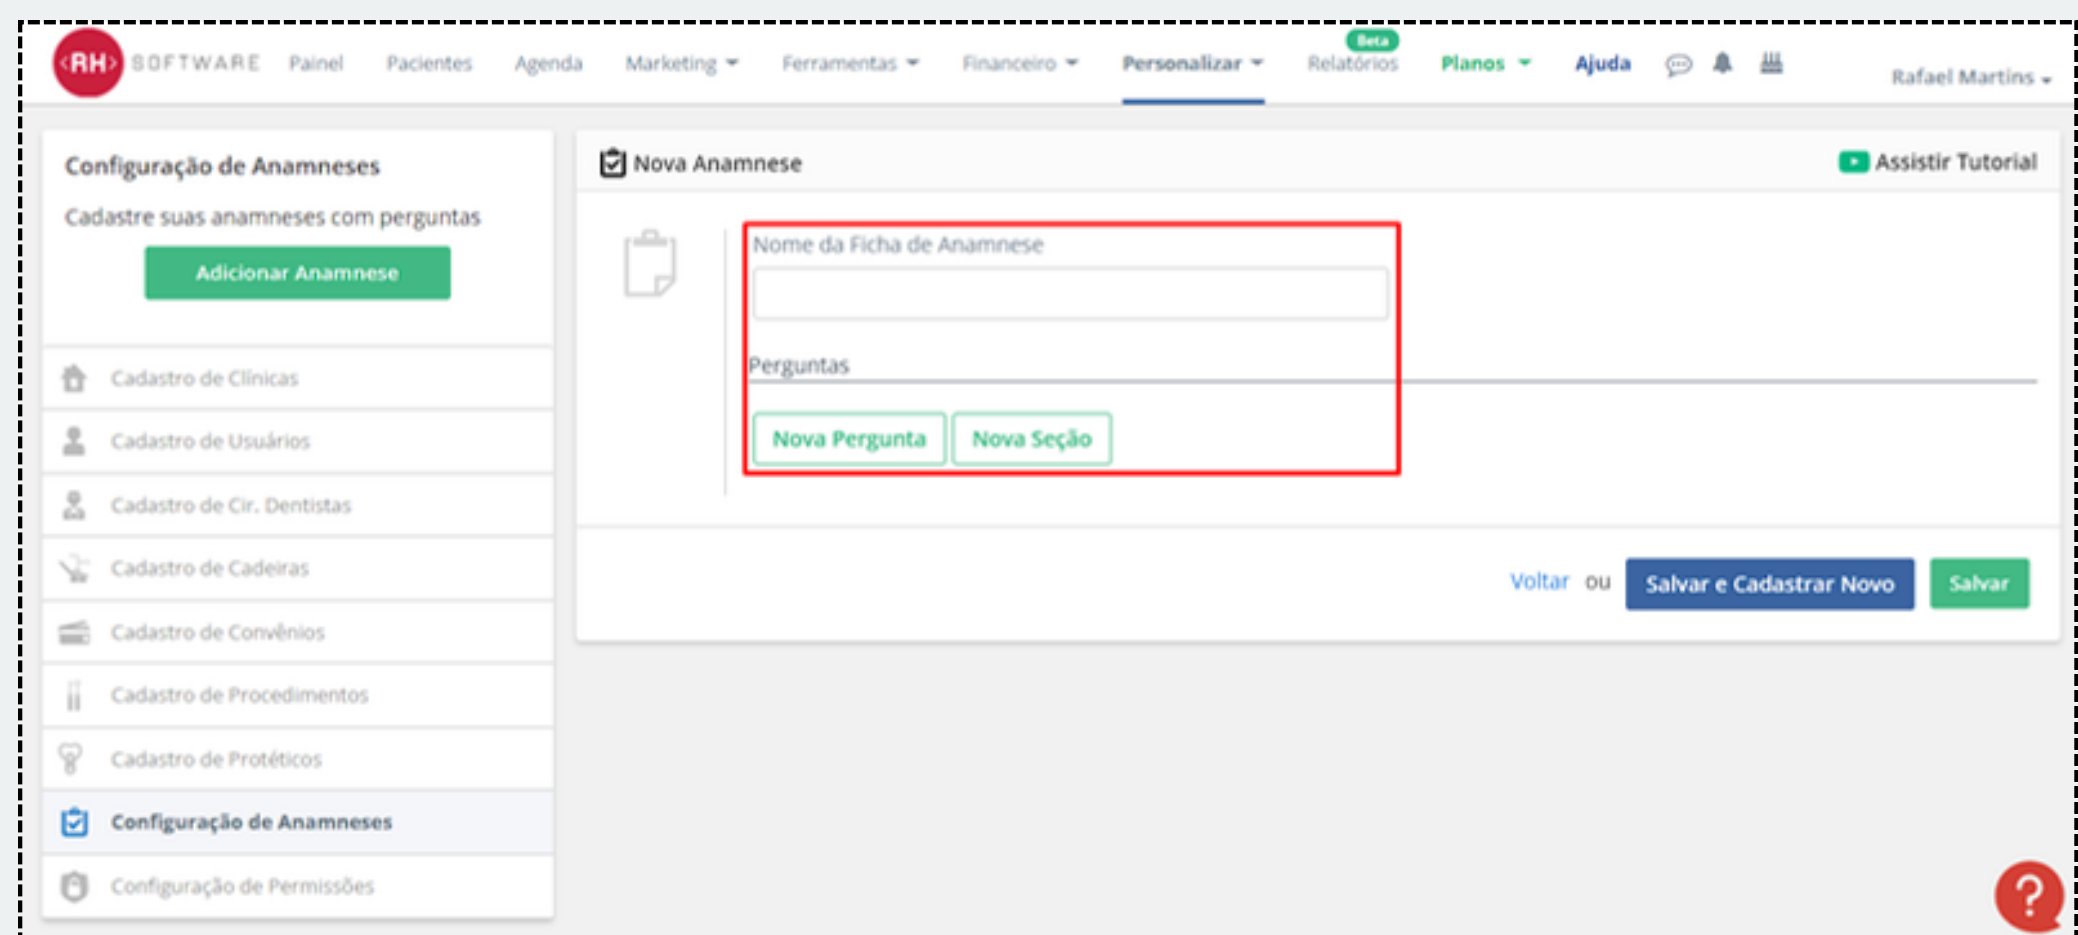 <RH> SOFTWARE Painel Pacientes Agenda Marketing Ferramentas Financeiro Personalizar Relatórios Beta Planos Ajuda Rafael Martins
Configuração de Anamneses
Cadastre suas anamneses com perguntas
Adicionar Anamnese
Cadastro de Clínicas
Cadastro de Usuários
Cadastro de Cir. Dentistas
Cadastro de Cadeiras
Cadastro de Convênios
Cadastro de Procedimentos
Cadastro de Protéticos
Configuração de Anamneses
Configuração de Permissões
Nova Anamnese Assistir Tutorial
Nome da Ficha de Anamnese
Perguntas
Nova Pergunta Nova Seção
Voltar ou Salvar e Cadastrar Novo Salvar
?